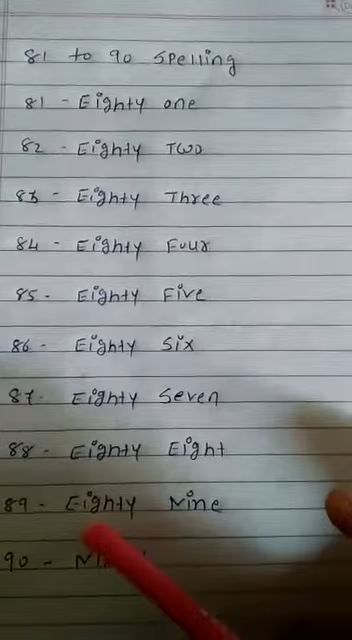 81 to 90 Spelling
81 - Eighty one
82 - Eighty Two
83 - Eighty Three
84 - Eighty Four
85 - Eighty Five
86 - Eighty Six
87 - Eighty Seven
88 - Eighty Eight
89 - Eighty Nine
90 -